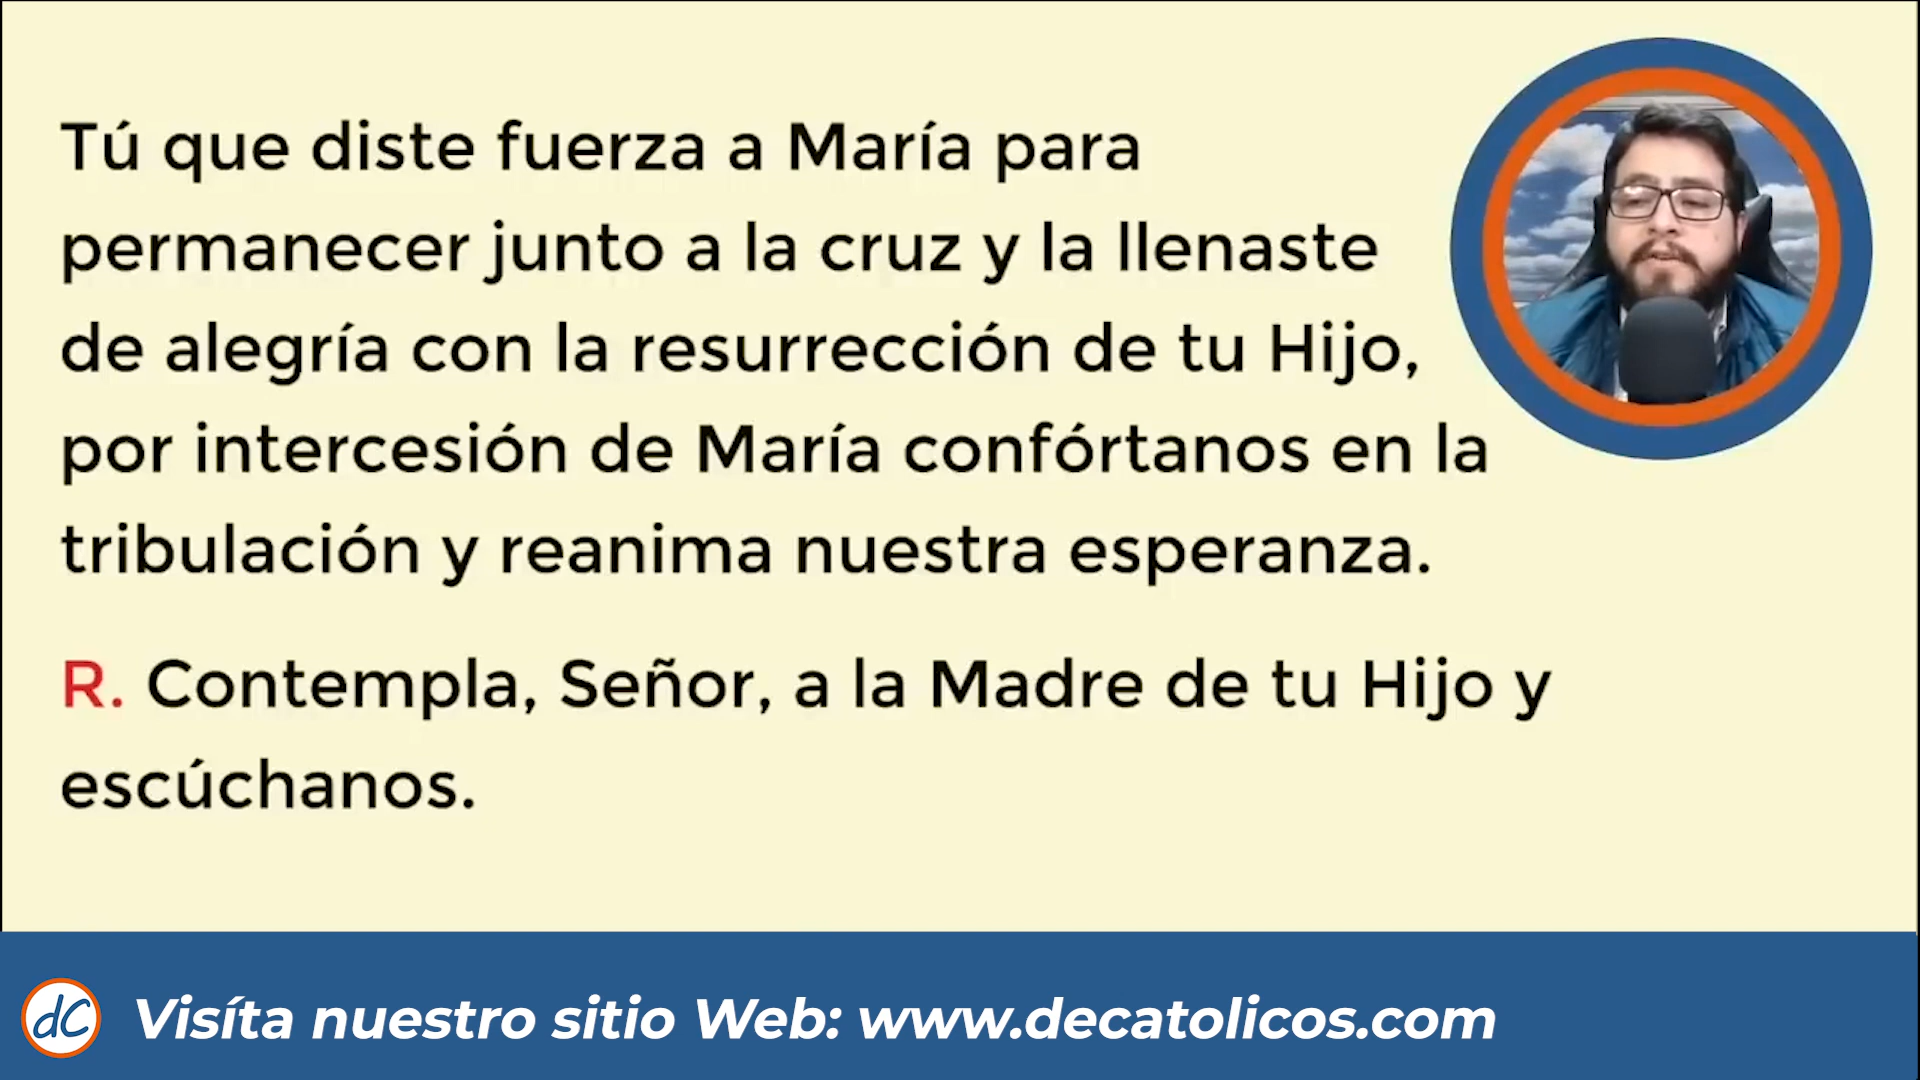 Tú que diste fuerza a María para
permanecer junto a la cruz y la llenaste
de alegría con la resurrección de tu Hijo,
por intercesión de María confórtanos en la
tribulación y reanima nuestra esperanza.
R. Contempla, Señor, a la Madre de tu Hijo y
escúchanos.
dC Visíta nuestro sitio Web: www.decatolicos.com